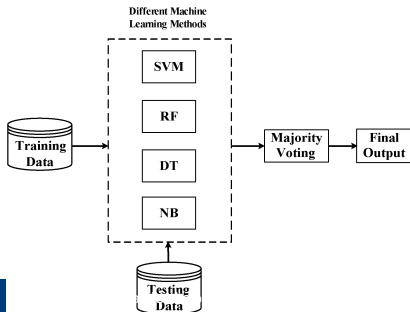 Different Machine
Learning Methods
SVM
RF
Training
Data
DT
NB
Majority
Voting
Final
Output
Testing
Data